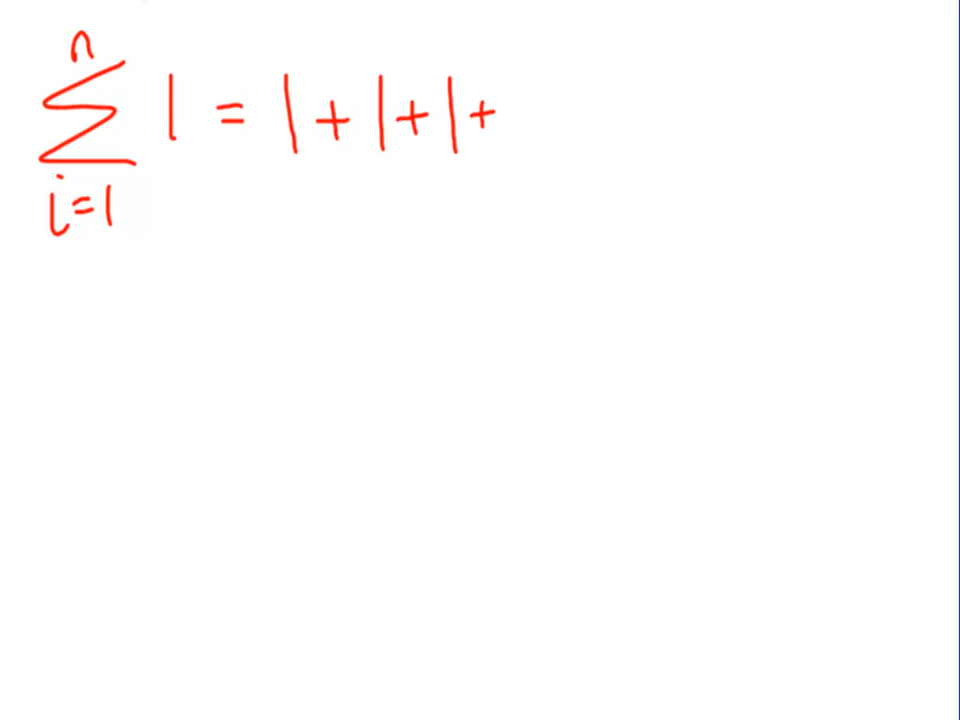 n
∑ 1 = 1 + 1 + 1 +
i=1